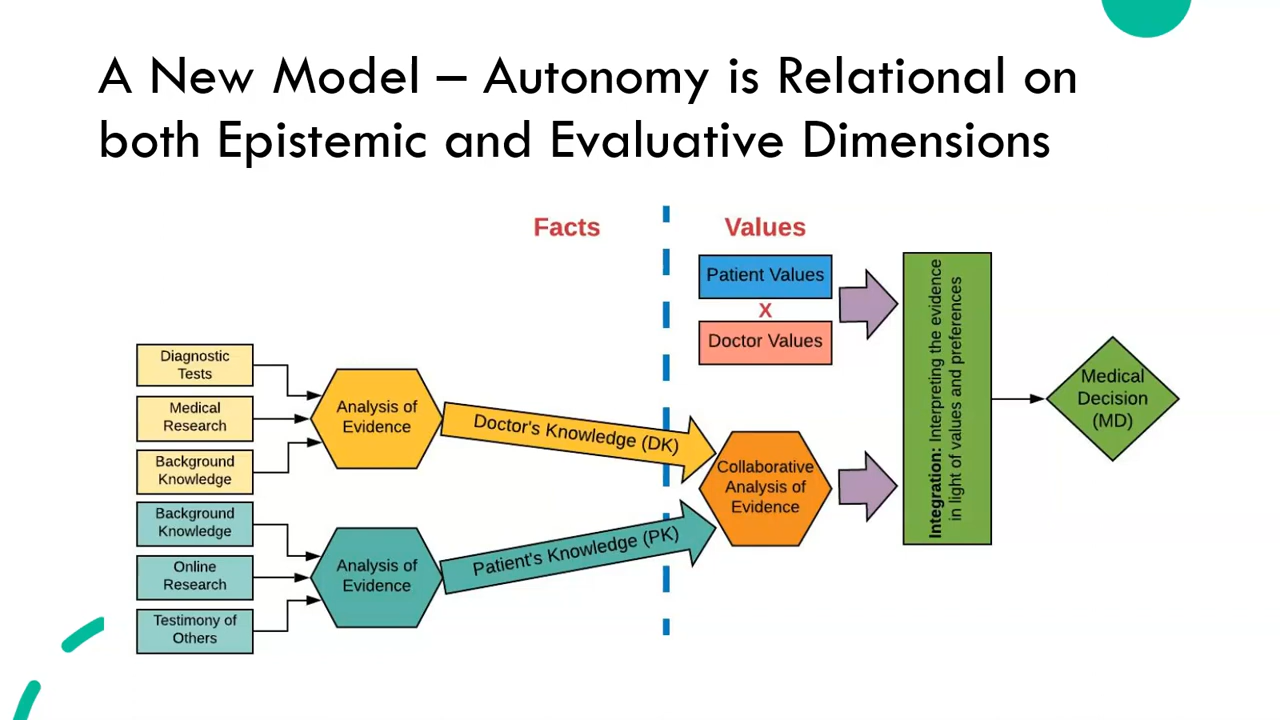 A New Model – Autonomy is Relational on
both Epistemic and Evaluative Dimensions
Facts
Values
Patient Values
X
Doctor Values
Diagnostic
Tests
Medical
Research
Background
Knowledge
Analysis of
Evidence
Doctor's Knowledge (DK)
Background
Knowledge
Online
Research
Testimony of
Others
Analysis of
Evidence
Patient's Knowledge (PK)
Collaborative
Analysis of
Evidence
Integration: Interpreting the evidence
in light of values and preferences
Medical
Decision
(MD)